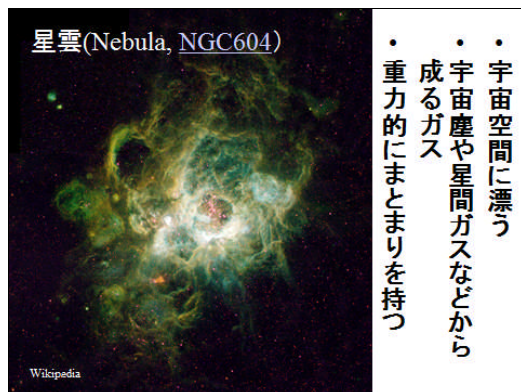 星雲(Nebula, NGC604)
・宇宙空間に漂う
・宇宙塵や星間ガスなどから
成るガス
・重力的にまとまりを持つ
Wikipedia